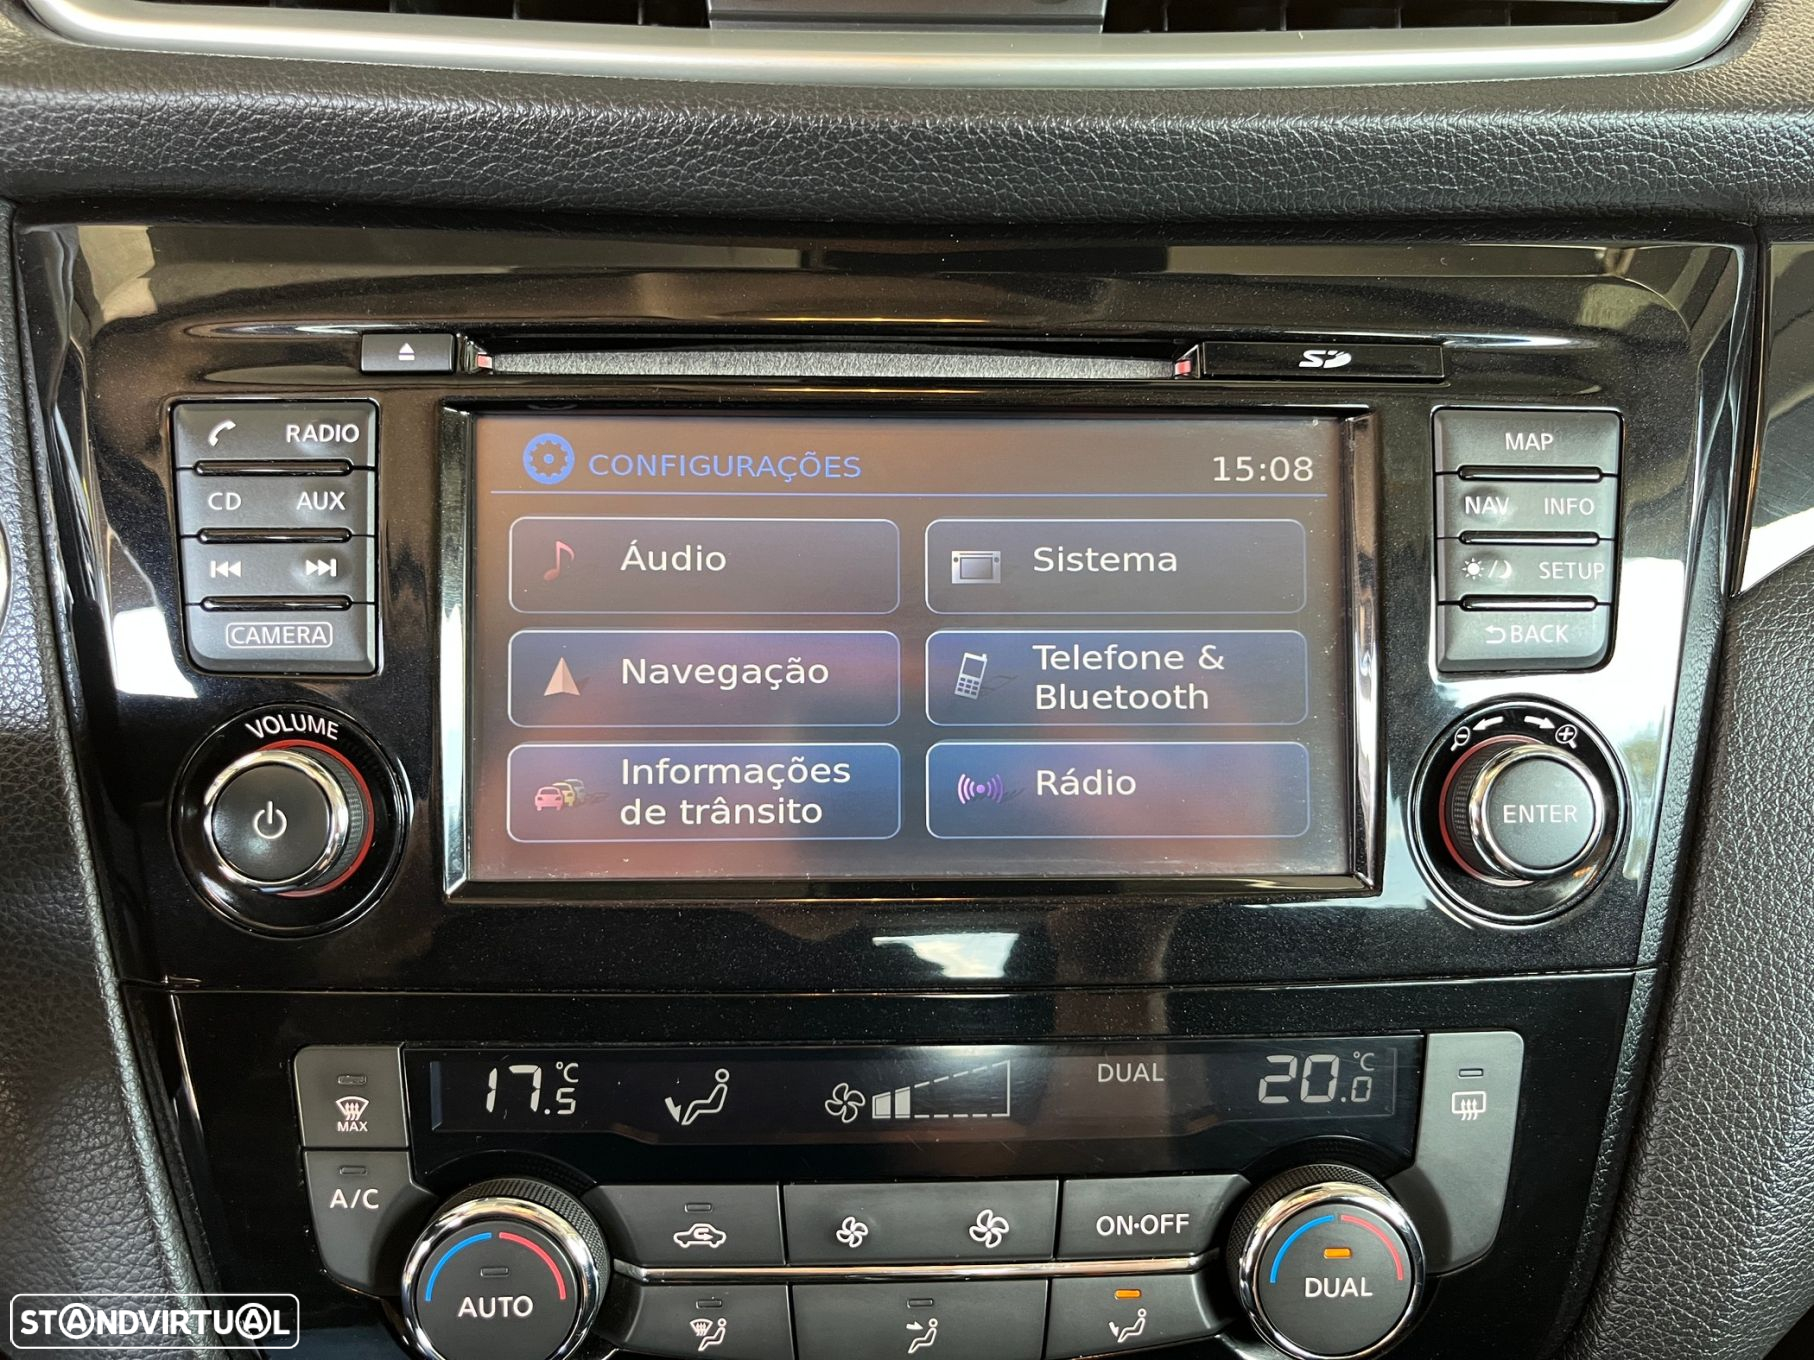 SD
RADIO
CD AUX
CAMERA
VOLUME
CONFIGURAÇÕES 15:08
Áudio
Sistema
Navegação
Telefone &
Bluetooth
Informações
de trânsito
Rádio
MAP
NAV INFO
SETUP
BACK
ENTER
17.5 °C
DUAL
20.0 °C
MAX
A/C
AUTO
ON·OFF
DUAL
STANDVIRTUAL